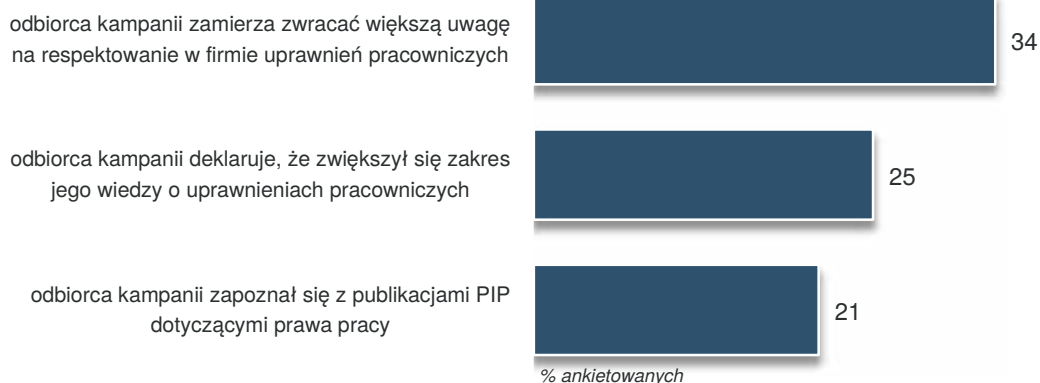 odbiorca kampanii zamierza zwracać większą uwagę
na respektowanie w firmie uprawnień pracowniczych
34
odbiorca kampanii deklaruje, że zwiększył się zakres
jego wiedzy o uprawnieniach pracowniczych
25
odbiorca kampanii zapoznał się z publikacjami PIP
dotyczącymi prawa pracy
21
% ankietowanych